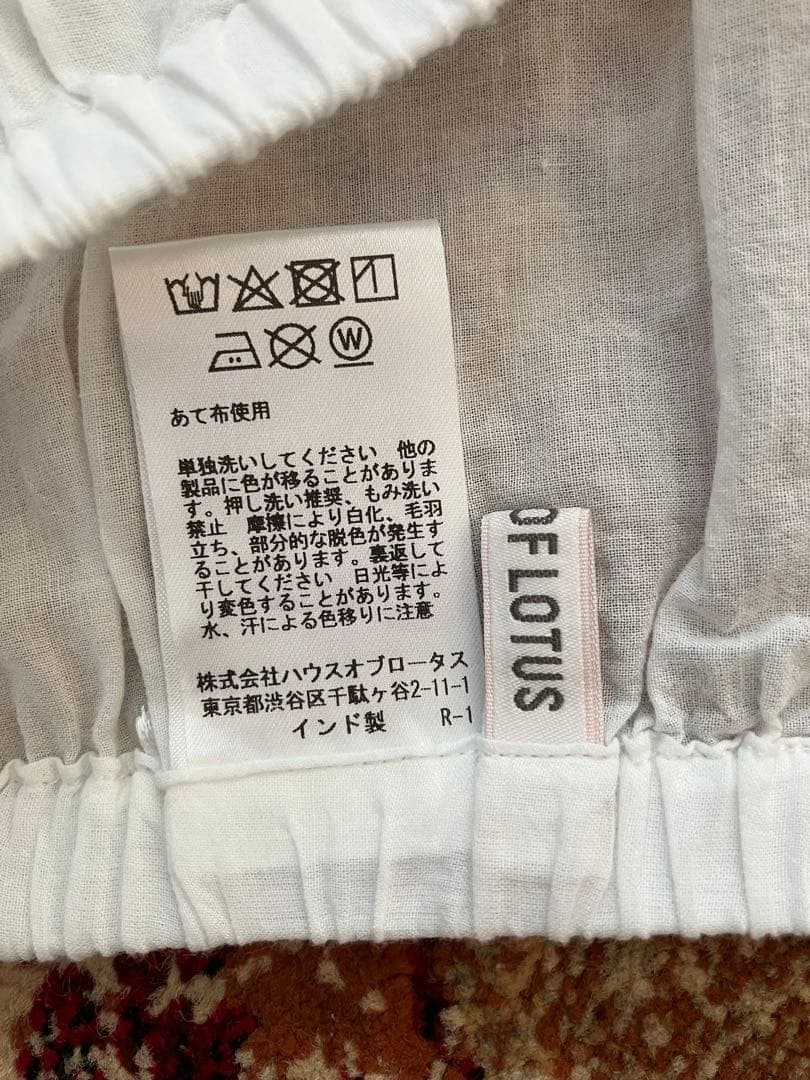 W
あて布使用
単独洗いしてください 他の
製品に色が移ることがありま
す。押し洗い推奨、もみ洗い
禁止 摩擦により白化、毛羽
立ち、部分的な脱色が発生す
ることがあります。裏返して
干してください 日光等によ
り変色することがあります。
水、汗による色移りに注意
株式会社ハウスオブロータス
東京都渋谷区千駄ヶ谷2-11-1
インド製 R-1
OF LOTUS